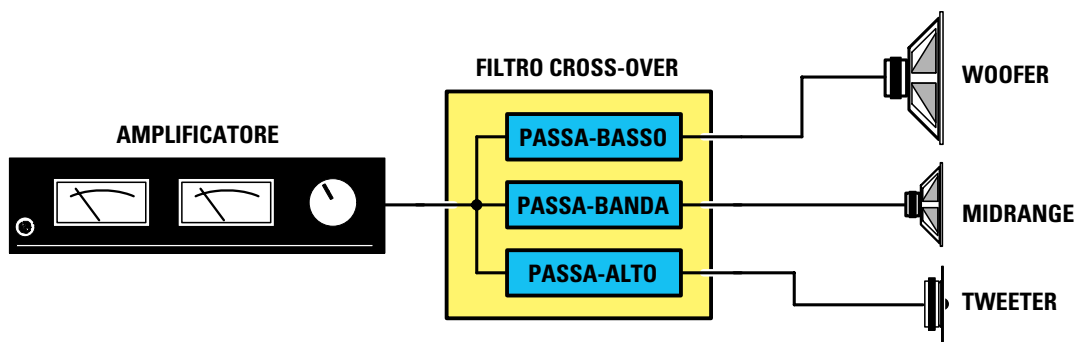 FILTRO CROSS-OVER
WOOFER
AMPLIFICATORE
PASSA-BASSO
PASSA-BANDA
MIDRANGE
PASSA-ALTO
TWEETER